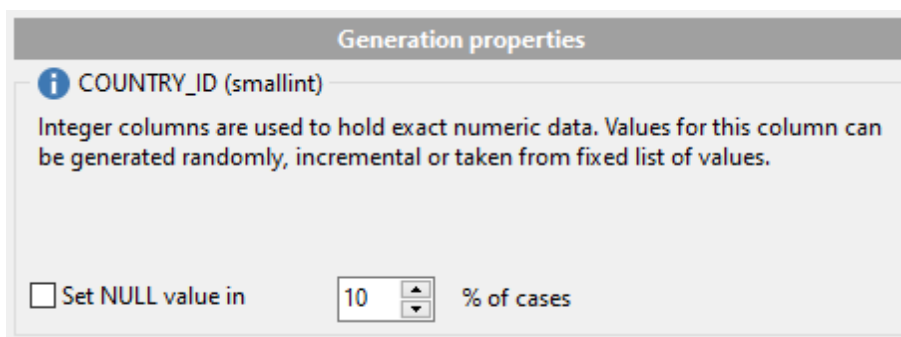 Generation properties
COUNTRY_ID (smallint)
Integer columns are used to hold exact numeric data. Values for this column can
be generated randomly, incremental or taken from fixed list of values.
Set NULL value in 10 % of cases